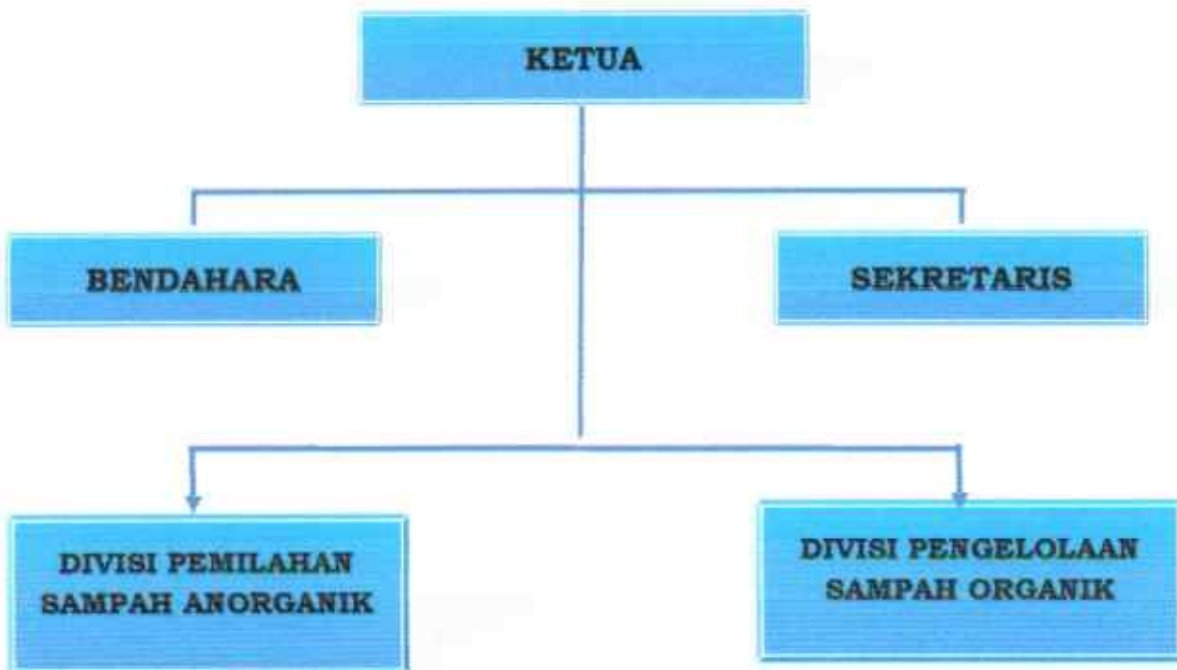 KETUA
BENDAHARA
SEKRETARIS
DIVISI PEMILAHAN
SAMPAH ANORGANIK
DIVISI PENGELOLAAN
SAMPAH ORGANIK